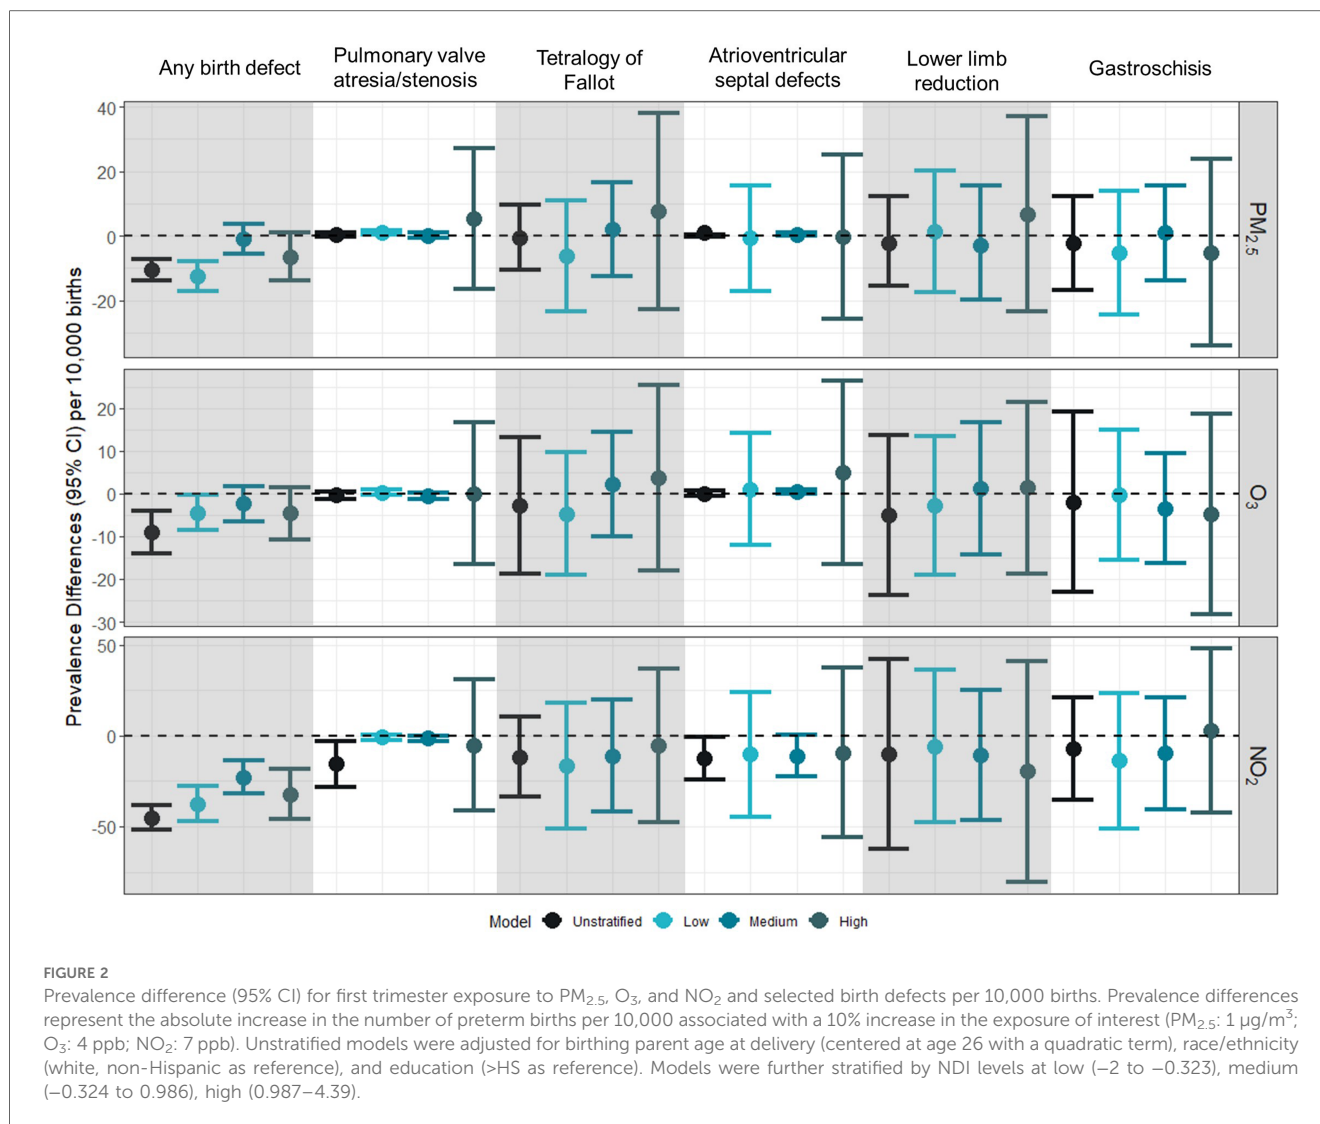 Any birth defect
Pulmonary valve
atresia/stenosis
Tetralogy of
Fallot
Atrioventricular
septal defects
Lower limb
reduction
Gastroschisis
Prevalence Differences (95% CI) per 10,000 births
40
20
0
-20
PM2.5
20
10
0
-10
-20
-30
O3
50
0
-50
NO2
Model Unstratified Low Medium High
FIGURE 2
Prevalence difference (95% CI) for first trimester exposure to PM2.5, O3, and NO2 and selected birth defects per 10,000 births. Prevalence differences
represent the absolute increase in the number of preterm births per 10,000 associated with a 10% increase in the exposure of interest (PM2.5: 1 µg/m³;
O3: 4 ppb; NO2: 7 ppb). Unstratified models were adjusted for birthing parent age at delivery (centered at age 26 with a quadratic term), race/ethnicity
(white, non-Hispanic as reference), and education (>HS as reference). Models were further stratified by NDI levels at low (−2 to −0.323), medium
(−0.324 to 0.986), high (0.987–4.39).